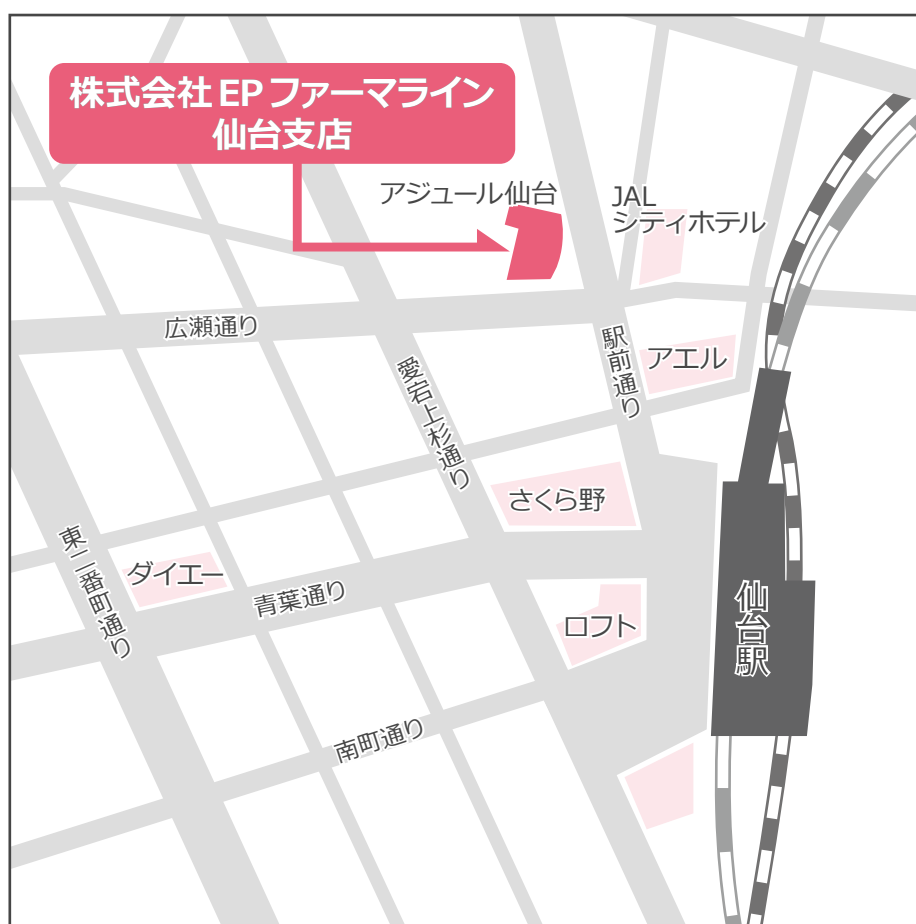 株式会社 EP ファーマライン
仙台支店
アジュール仙台
JAL
シティホテル
広瀬通り
駅前通り
アエル
愛宕上杉通り
さくら野
東二番町通り
ダイエー
青葉通り
仙台駅
ロフト
南町通り